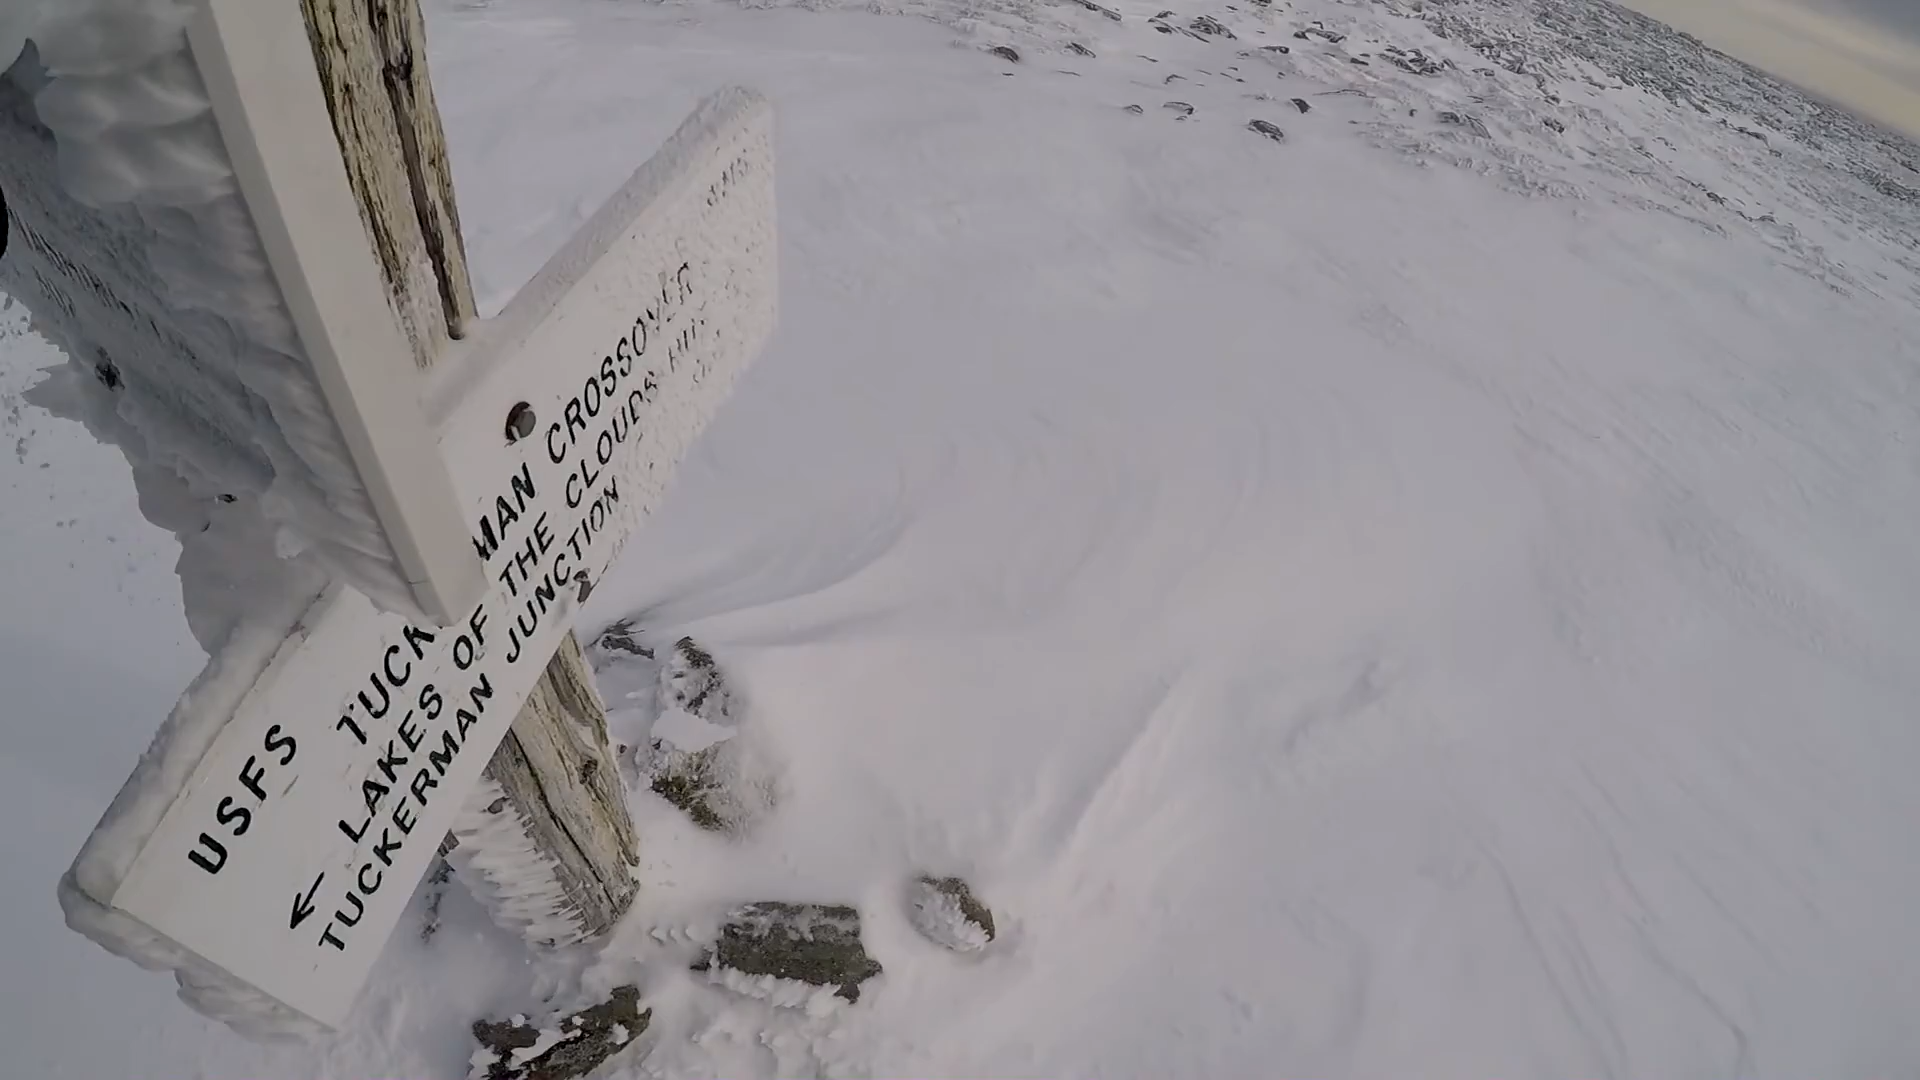 USFS TUCK MAN CROSSOVER
← LAKES OF THE CLOUDS HUT
TUCKERMAN JUNCTION